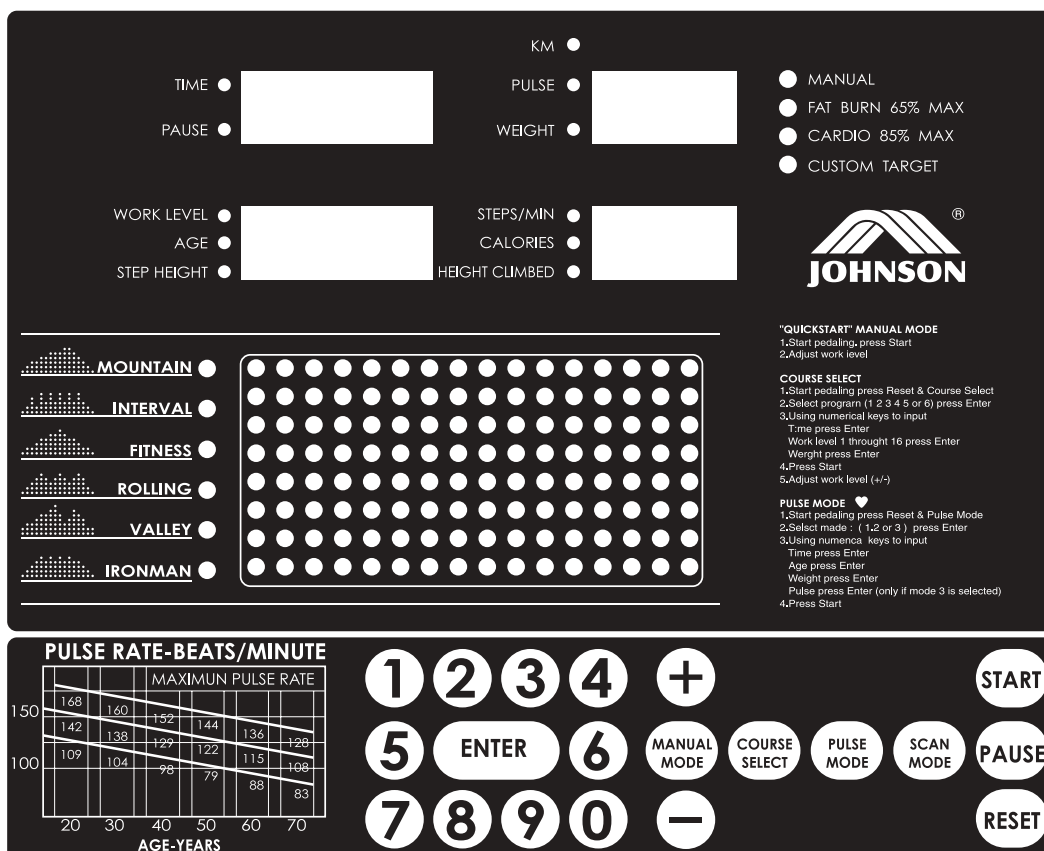 KM
TIME
PULSE
PAUSE
WEIGHT
MANUAL
FAT BURN 65% MAX
CARDIO 85% MAX
CUSTOM TARGET
WORK LEVEL
AGE
STEP HEIGHT
STEPS/MIN
CALORIES
HEIGHT CLIMBED
®
JOHNSON
MOUNTAIN
INTERVAL
FITNESS
ROLLING
VALLEY
IRONMAN
"QUICKSTART" MANUAL MODE
1.Start pedaling. press Start
2.Adjust work ievel
COURSE SELECT
1.Start pedaling press Reset & Course Select
2.Select prograrn (1 2 3 4 5 or 6) press Enter
3.Using numerical keys to input
T:me press Enter
Work level 1 throught 16 press Enter
Werght press Enter
4.Press Start
5.Adjust work level (+/-)
PULSE MODE
1.Start pedaling press Reset & Pulse Mode
2.Selsct made : ( 1.2 or 3 ) press Enter
3.Using numenca keys to input
Time press Enter
Age press Enter
Weight press Enter
Pulse press Enter (only if mode 3 is selected)
4.Press Start
PULSE RATE-BEATS/MINUTE
MAXIMUN PULSE RATE
150
100
168 160 152 144 136 128
142 138 129 122 115 108
109 104 98 79 88 83
20 30 40 50 60 70
AGE-YEARS
1 2 3 4 + START
5 ENTER 6 MANUAL MODE COURSE SELECT PULSE MODE SCAN MODE PAUSE
7 8 9 0 − RESET